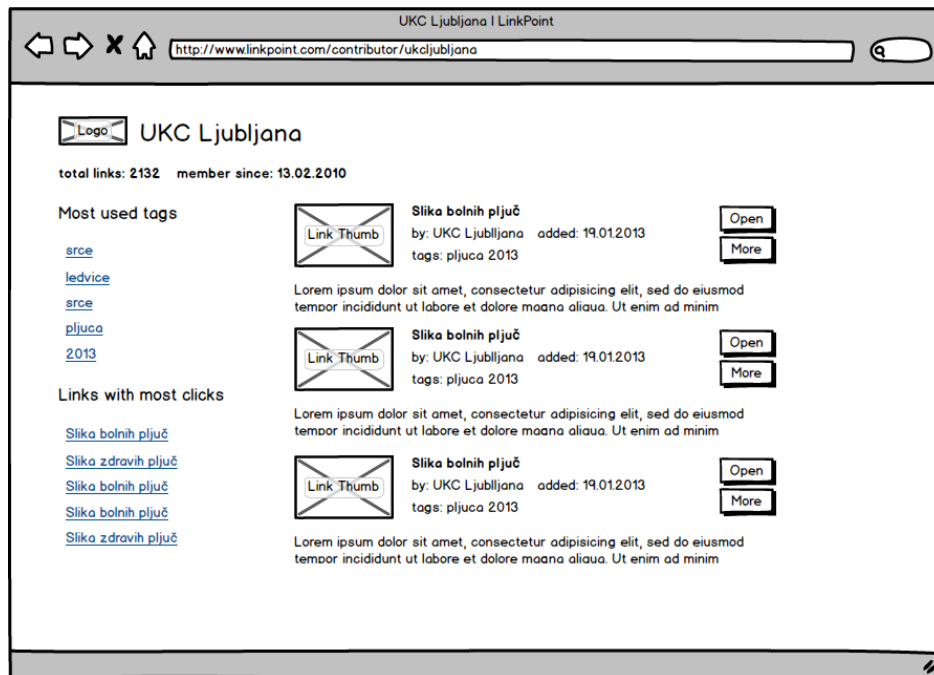 UKC Ljubljana I LinkPoint
http://www.linkpoint.com/contributor/ukcljubljana
Logo
UKC Ljubljana
total links: 2132 member since: 13.02.2010
Most used tags
srce
ledvice
srce
pljuca
2013
Links with most clicks
Slika bolnih pljuč
Slika zdravih pljuč
Slika bolnih pljuč
Slika bolnih pljuč
Slika zdravih pljuč
Link Thumb
Slika bolnih pljuč
by: UKC Ljublljana added: 19.01.2013
tags: pljuca 2013
Open
More
Lorem ipsum dolor sit amet, consectetur adipisicing elit, sed do eiusmod
tempor incididunt ut labore et dolore magna aliqua. Ut enim ad minim
Link Thumb
Slika bolnih pljuč
by: UKC Ljublljana added: 19.01.2013
tags: pljuca 2013
Open
More
Lorem ipsum dolor sit amet, consectetur adipisicing elit, sed do eiusmod
tempor incididunt ut labore et dolore magna aliqua. Ut enim ad minim
Link Thumb
Slika bolnih pljuč
by: UKC Ljublljana added: 19.01.2013
tags: pljuca 2013
Open
More
Lorem ipsum dolor sit amet, consectetur adipisicing elit, sed do eiusmod
tempor incididunt ut labore et dolore magna aliqua. Ut enim ad minim